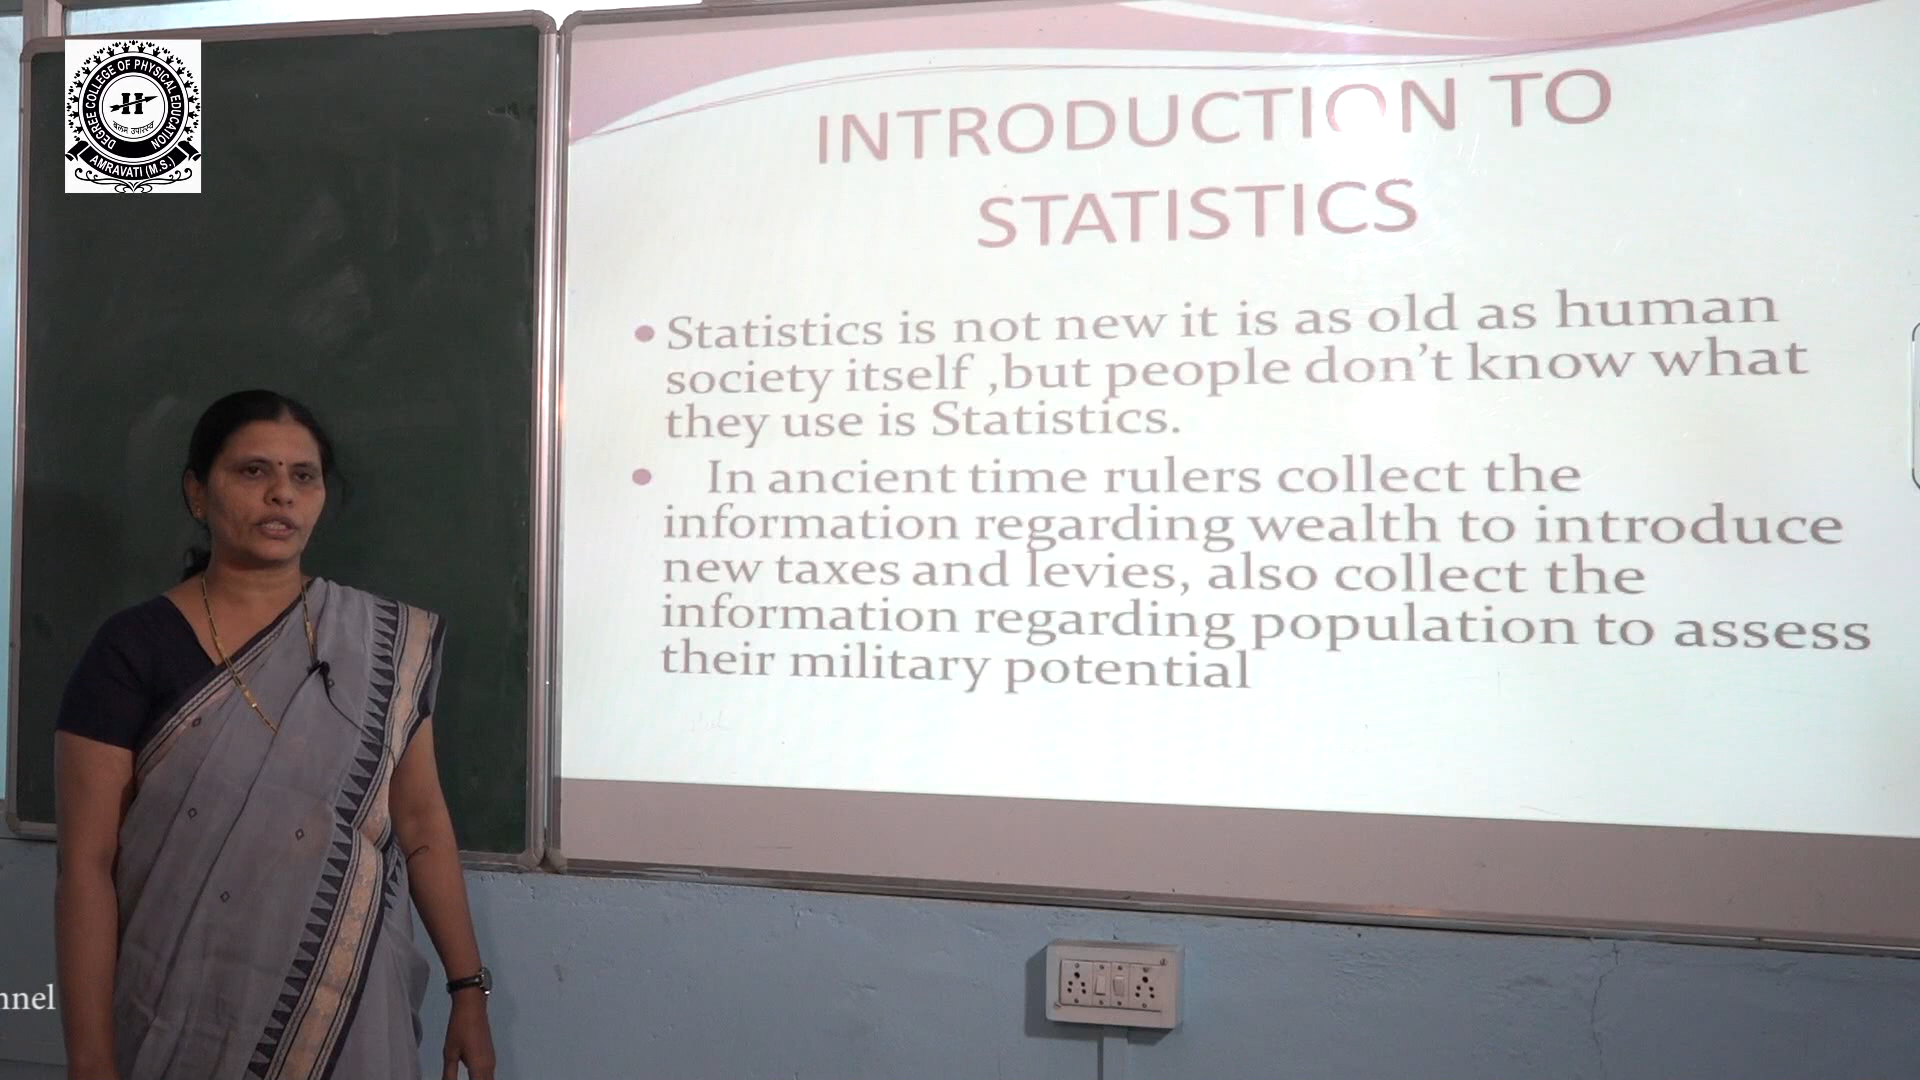 DEGREE COLLEGE OF PHYSICAL EDUCATION
H
AMRAVATI (M.S.)
INTRODUCTION TO
STATISTICS
• Statistics is not new it is as old as human
society itself ,but people don't know what
they use is Statistics.
• In ancient time rulers collect the
information regarding wealth to introduce
new taxes and levies, also collect the
information regarding population to assess
their military potential
nnel